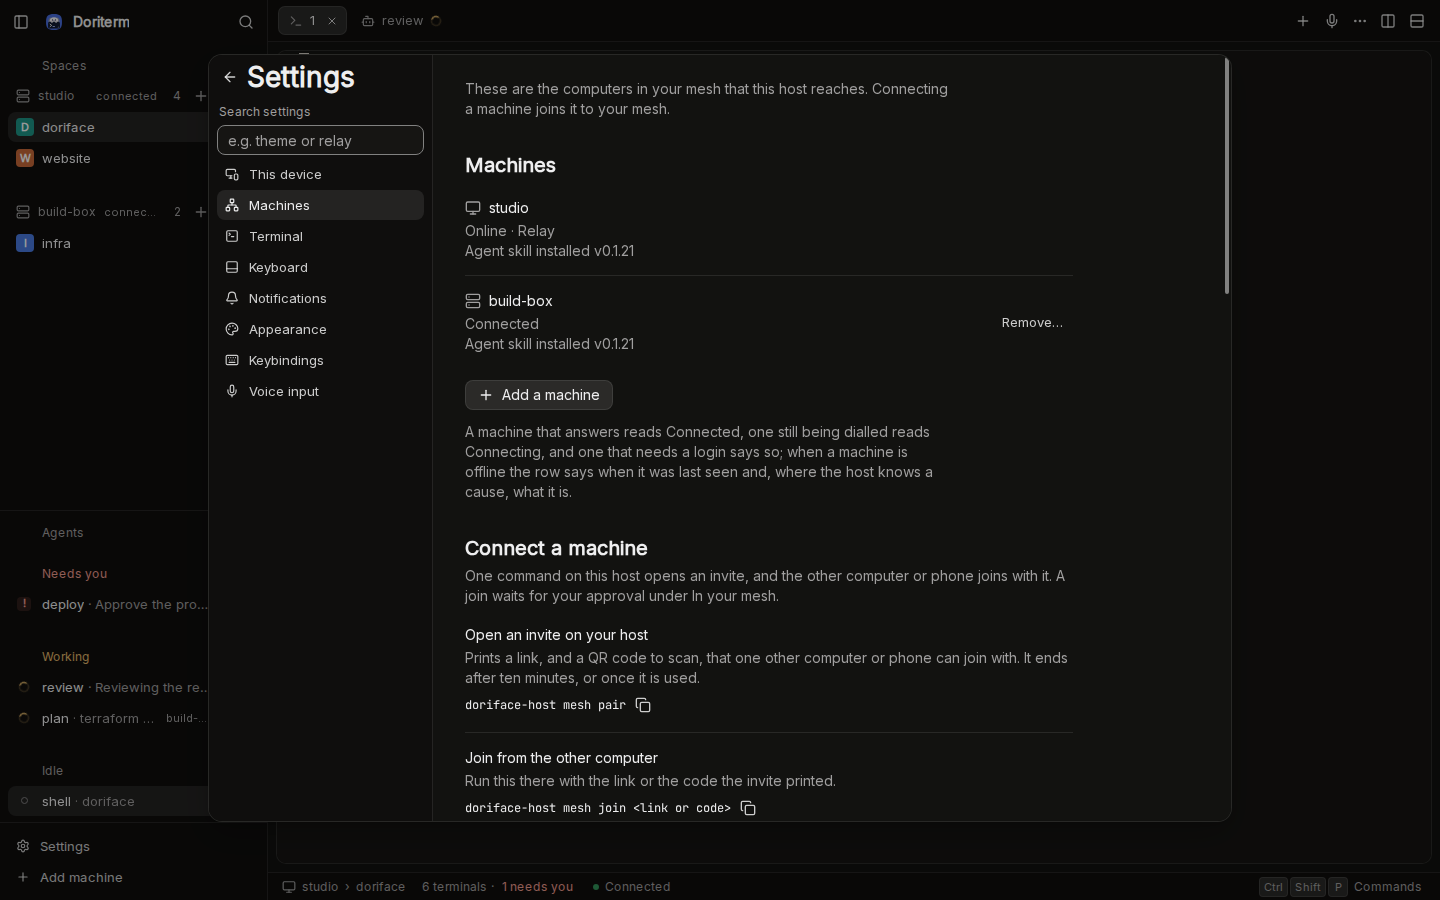 Doriterm
1
review
Spaces
studio connected 4
D doriface
W website
build-box connec... 2
I infra
Agents
Needs you
! deploy · Approve the pro...
Working
review · Reviewing the re...
plan · terraform ... build-...
Idle
shell · doriface
Settings
Add machine
Settings
Search settings
e.g. theme or relay
This device
Machines
Terminal
Keyboard
Notifications
Appearance
Keybindings
Voice input
These are the computers in your mesh that this host reaches. Connecting
a machine joins it to your mesh.
Machines
studio
Online · Relay
Agent skill installed v0.1.21
build-box
Connected
Remove...
Agent skill installed v0.1.21
Add a machine
A machine that answers reads Connected, one still being dialled reads
Connecting, and one that needs a login says so; when a machine is
offline the row says when it was last seen and, where the host knows a
cause, what it is.
Connect a machine
One command on this host opens an invite, and the other computer or phone joins with it. A
join waits for your approval under In your mesh.
Open an invite on your host
Prints a link, and a QR code to scan, that one other computer or phone can join with. It ends
after ten minutes, or once it is used.
doriface-host mesh pair
Join from the other computer
Run this there with the link or the code the invite printed.
doriface-host mesh join <link or code>
studio › doriface 6 terminals · 1 needs you Connected
Ctrl Shift P Commands